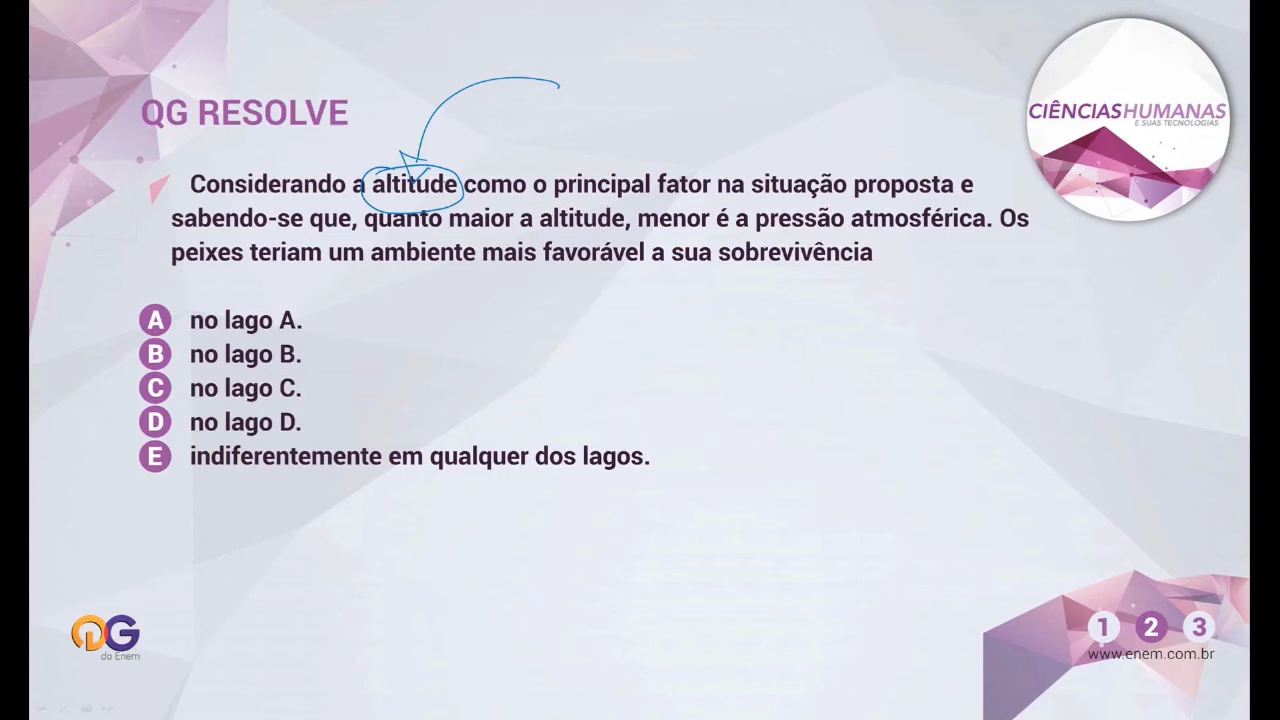 CIÊNCIASHUMANAS
E SUAS TECNOLOGIAS
QG RESOLVE
Considerando a altitude como o principal fator na situação proposta e
sabendo-se que, quanto maior a altitude, menor é a pressão atmosférica. Os
peixes teriam um ambiente mais favorável a sua sobrevivência
A no lago A.
B no lago B.
C no lago C.
D no lago D.
E indiferentemente em qualquer dos lagos.
QG
do Enem
1 2 3
www.enem.com.br